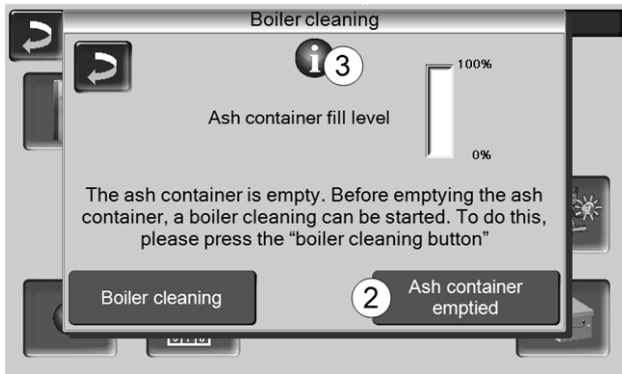 Boiler cleaning
3
100%
Ash container fill level
0%
The ash container is empty. Before emptying the ash
container, a boiler cleaning can be started. To do this,
please press the “boiler cleaning button”
Boiler cleaning
2
Ash container
emptied